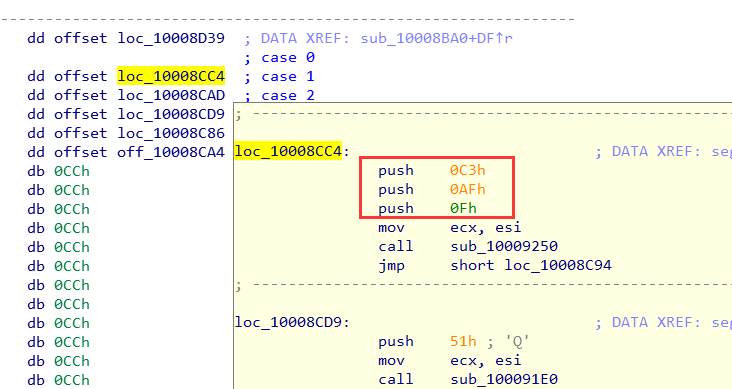 dd offset loc_10008D39 ; DATA XREF: sub_10008BA0+DF↑r
; case 0
dd offset loc_10008CC4 ; case 1
dd offset loc_10008CAD ; case 2
dd offset loc_10008CD9
dd offset loc_10008C86
dd offset off_10008CA4
db 0CCh
db 0CCh
db 0CCh
db 0CCh
db 0CCh
db 0CCh
db 0CCh
db 0CCh
db 0CCh
db 0CCh
db 0CCh
db 0CCh
; ---------------------------------------------------
loc_10008CC4: ; DATA XREF: seg
push 0C3h
push 0AFh
push 0Fh
mov ecx, esi
call sub_10009250
jmp short loc_10008C94
; ---------------------------------------------------
loc_10008CD9: ; DATA XREF: seg
push 51h ; 'Q'
mov ecx, esi
call sub_100091E0